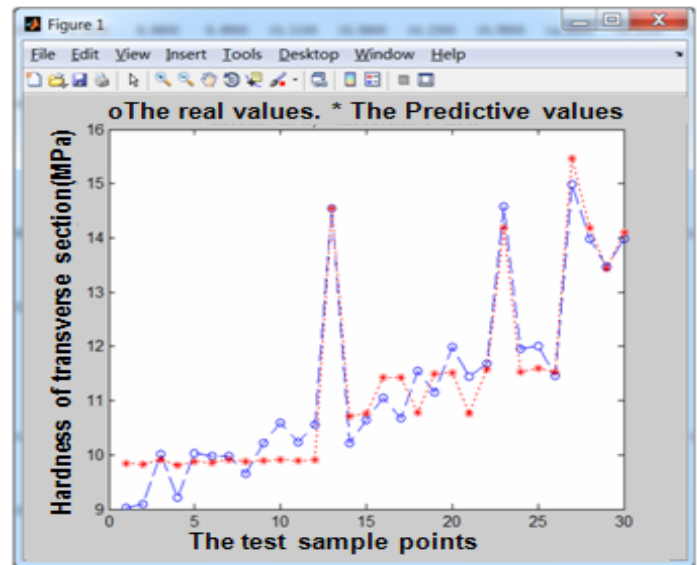 Figure 1
File Edit View Insert Tools Desktop Window Help
oThe real values. * The Predictive values
Hardness of transverse section(MPa)
16
15
14
13
12
11
10
9
0 5 10 15 20 25 30
The test sample points